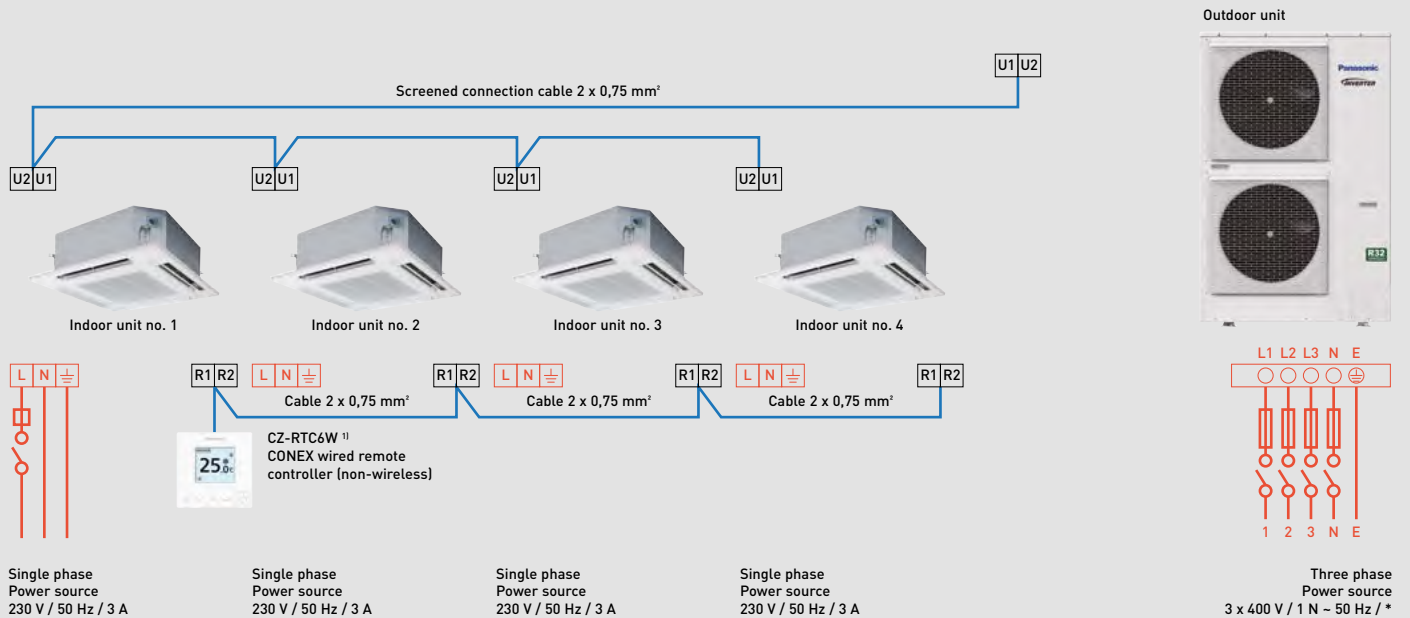 Outdoor unit
Panasonic
INVERTER
R32
U1 U2
Screened connection cable 2 x 0,75 mm²
U2 U1
U2 U1
U2 U1
U2 U1
Indoor unit no. 1
Indoor unit no. 2
Indoor unit no. 3
Indoor unit no. 4
L N
R1 R2
L N
R1 R2
L N
R1 R2
L N
R1 R2
Cable 2 x 0,75 mm²
Cable 2 x 0,75 mm²
Cable 2 x 0,75 mm²
25.0c
CZ-RTC6W ¹⁾
CONEX wired remote
controller (non-wireless)
L1 L2 L3 N E
1 2 3 N E
Single phase
Power source
230 V / 50 Hz / 3 A
Single phase
Power source
230 V / 50 Hz / 3 A
Single phase
Power source
230 V / 50 Hz / 3 A
Single phase
Power source
230 V / 50 Hz / 3 A
Three phase
Power source
3 x 400 V / 1 N ~ 50 Hz / *